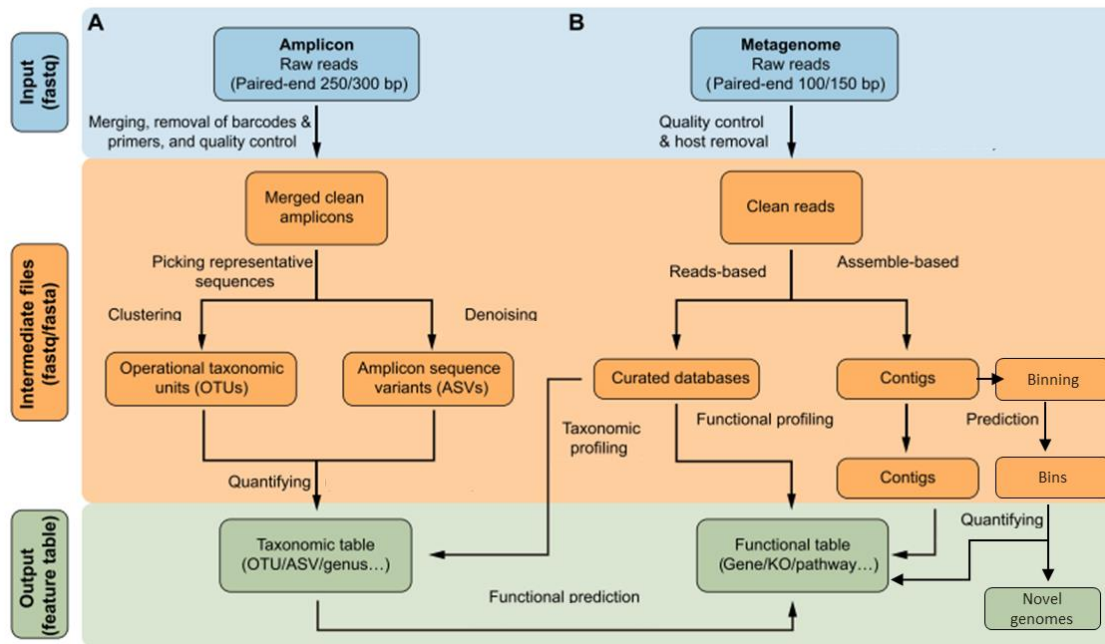 A
B
Input
(fastq)
Amplicon
Raw reads
(Paired-end 250/300 bp)
Metagenome
Raw reads
(Paired-end 100/150 bp)
Merging, removal of barcodes &
primers, and quality control
Quality control
& host removal
Intermediate files
(fastq/fasta)
Merged clean
amplicons
Clean reads
Picking representative
sequences
Reads-based
Assemble-based
Clustering
Denoising
Operational taxonomic
units (OTUs)
Amplicon sequence
variants (ASVs)
Curated databases
Contigs
Binning
Taxonomic
profiling
Functional profiling
Prediction
Quantifying
Contigs
Bins
Output
(feature table)
Taxonomic table
(OTU/ASV/genus...)
Functional table
(Gene/KO/pathway...)
Quantifying
Functional prediction
Novel
genomes